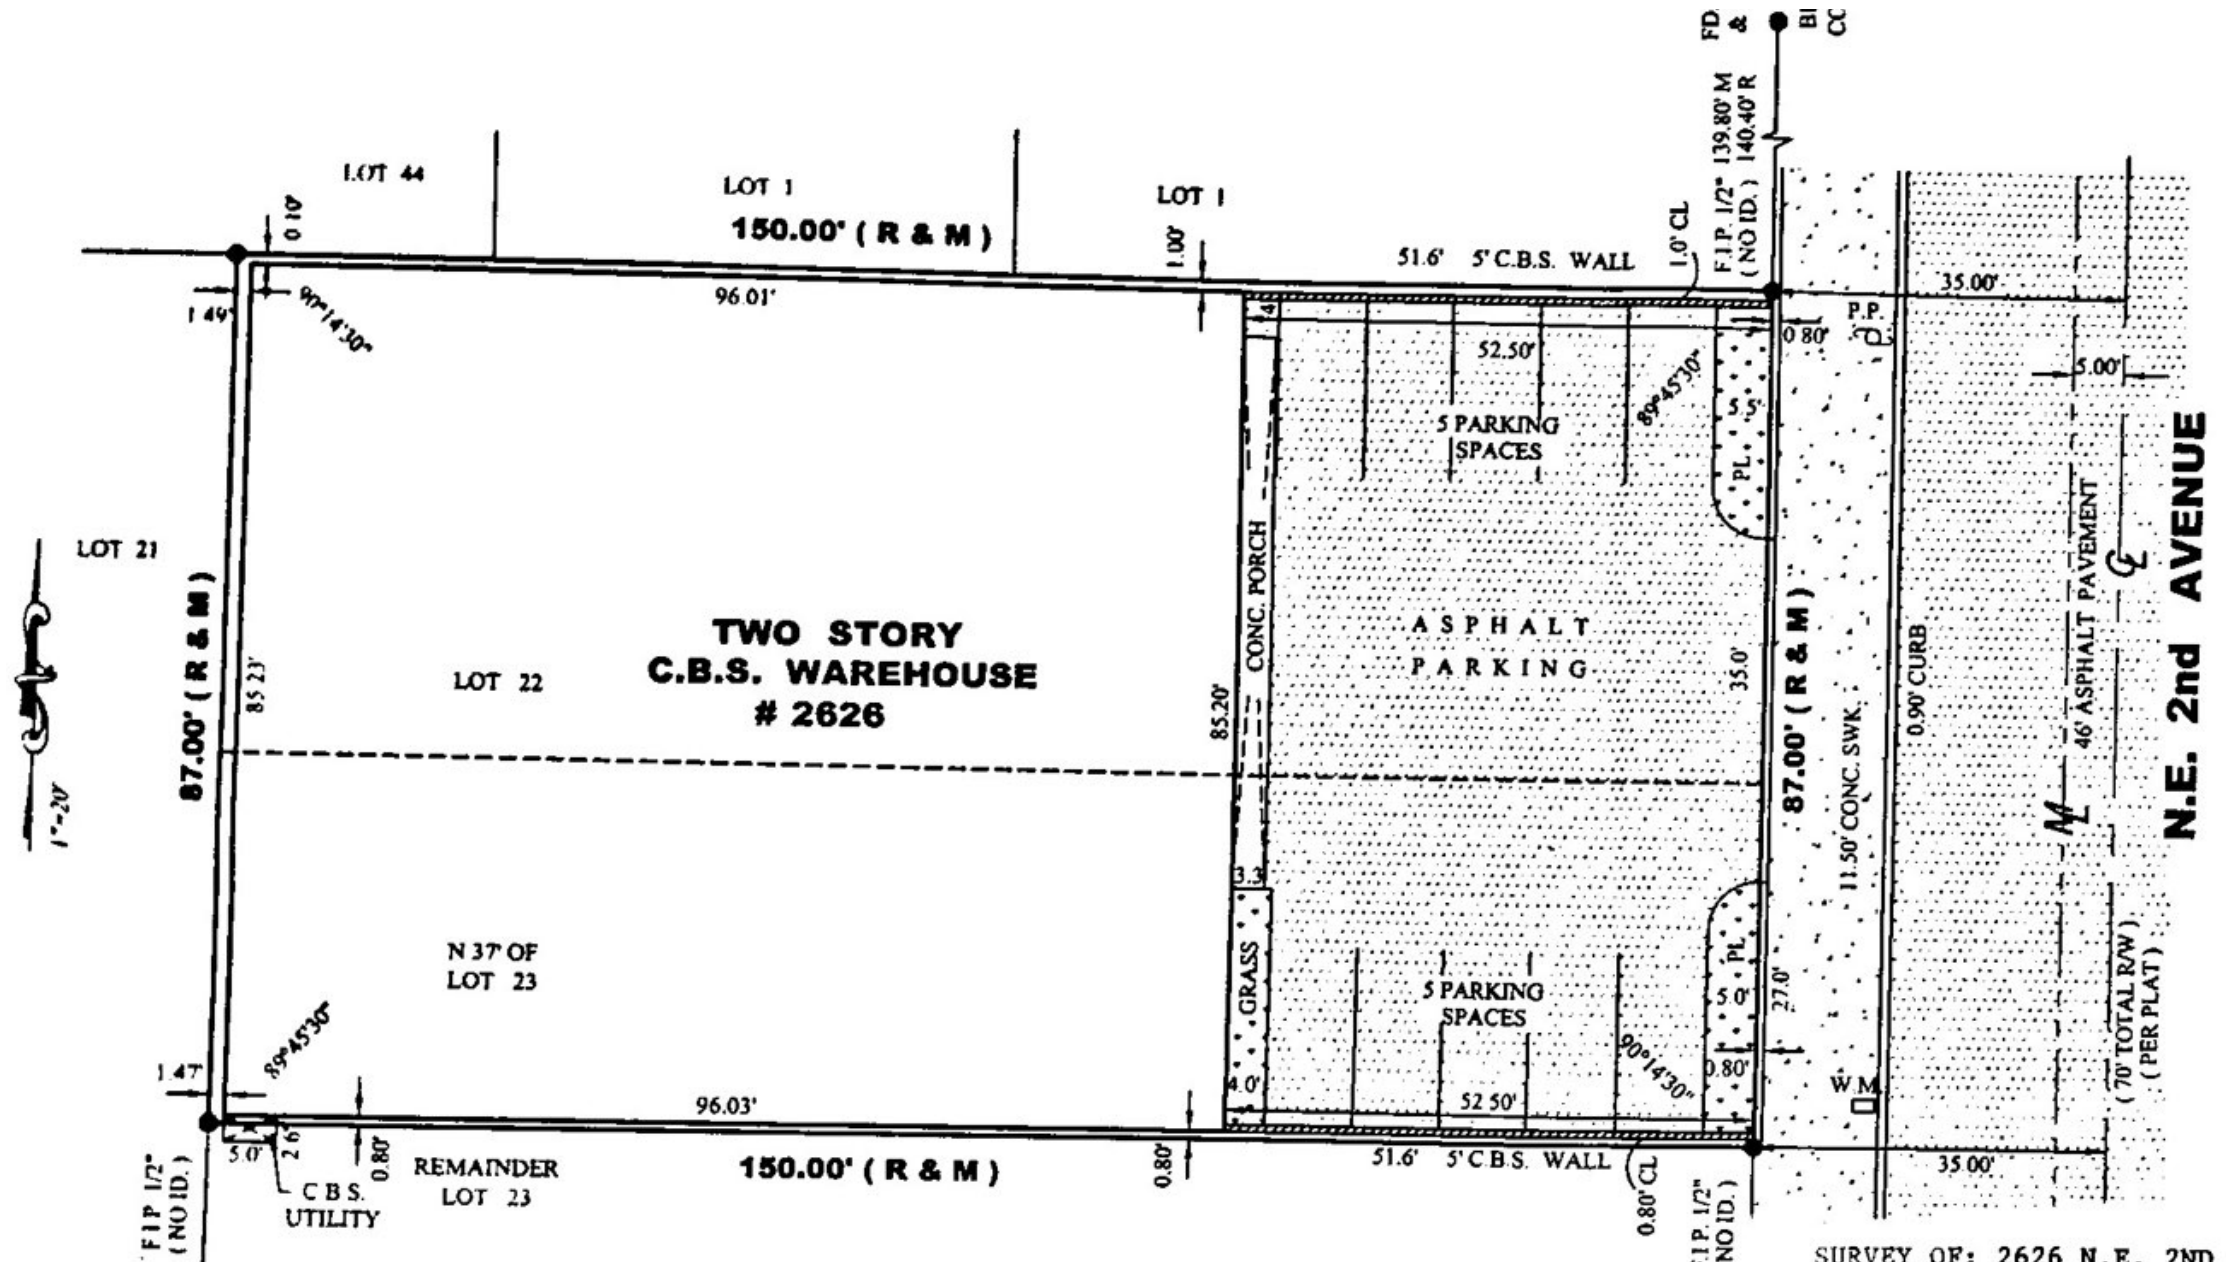 FD.
&
F.I.P. 1/2" 139.80' M
( NO ID. ) 140.40' R
LOT 44
LOT 1
LOT 1
0.10'
150.00' ( R & M )
1.00'
51.6' 5' C.B.S. WALL
1.0' CL
35.00'
1.49'
90°14'30"
96.01'
4'
52.50'
0.80'
P.P.
5.00'
89°45'30"
5.5'
5 PARKING
SPACES
PL.
LOT 21
87.00' ( R & M )
85.23'
TWO STORY
C.B.S. WAREHOUSE
# 2626
LOT 22
CONC. PORCH
85.20'
ASPHALT
PARKING
35.0'
87.00' ( R & M )
11.50' CONC. SWK.
0.90' CURB
46' ASPHALT PAVEMENT
N.E. 2nd AVENUE
1"=20'
3.3
N 37' OF
LOT 23
GRASS
5 PARKING
SPACES
PL.
5.0'
27.0'
( 70' TOTAL R/W )
( PER PLAT )
1.47'
89°45'30"
4.0'
90°14'30"
0.80'
W M
96.03'
52.50'
5.0'
2.6'
0.80'
REMAINDER
LOT 23
150.00' ( R & M )
0.80'
51.6' 5' C.B.S. WALL
0.80' CL
35.00'
C B S.
UTILITY
F I P 1/2"
( NO ID. )
I.P. 1/2"
NO ID. )
SURVEY OF: 2626 N.E. 2ND